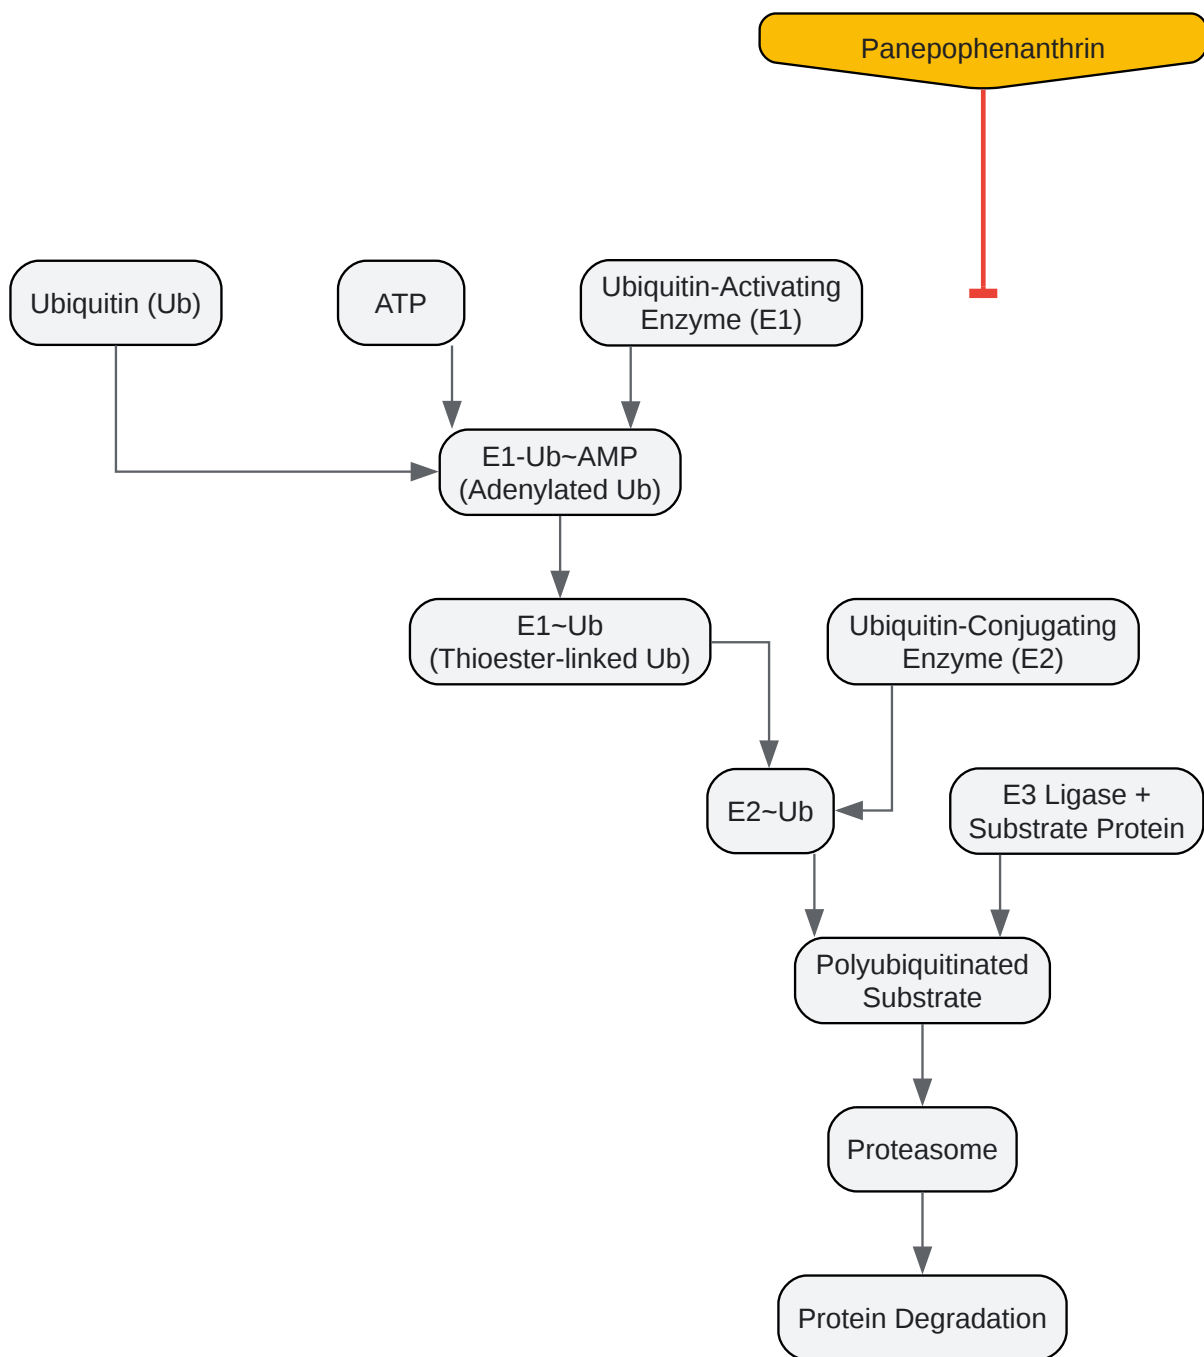 Panepophenanthrin
Ubiquitin (Ub)
ATP
Ubiquitin-Activating
Enzyme (E1)
E1-Ub~AMP
(Adenylated Ub)
E1~Ub
(Thioester-linked Ub)
Ubiquitin-Conjugating
Enzyme (E2)
E2~Ub
E3 Ligase +
Substrate Protein
Polyubiquitinated
Substrate
Proteasome
Protein Degradation